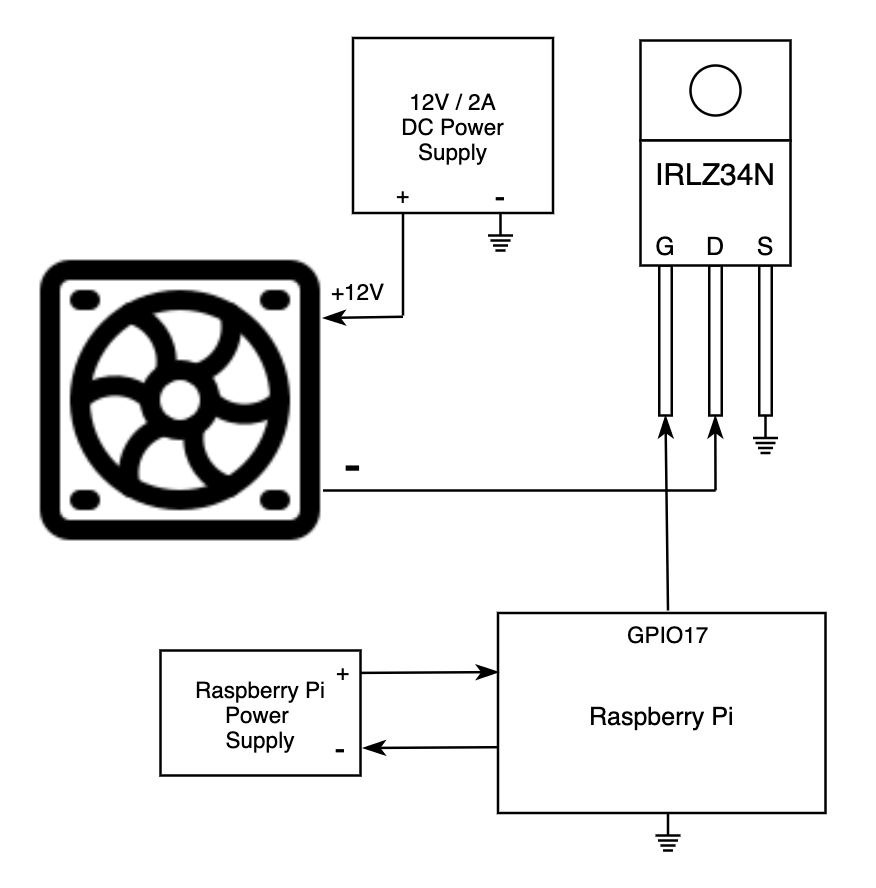 12V / 2A
DC Power
Supply
+ -
IRLZ34N
G D S
+12V
-
GPIO17
Raspberry Pi
+
Raspberry Pi
Power
Supply
-